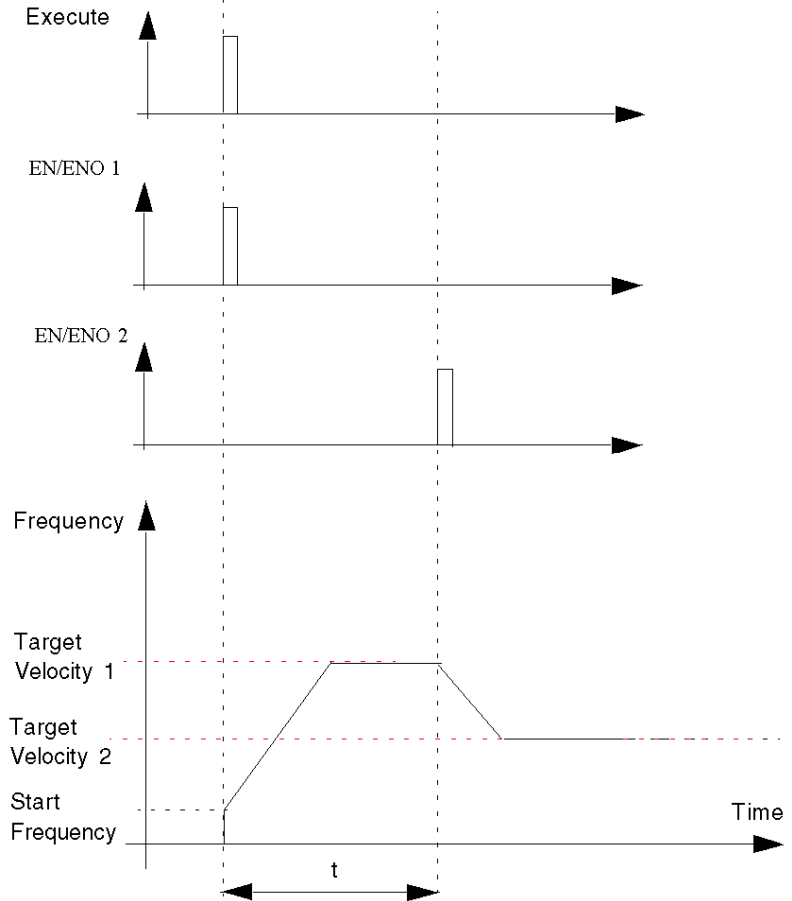 Execute
EN/ENO 1
EN/ENO 2
Frequency
Target
Velocity 1
Target
Velocity 2
Start
Frequency
Time
t